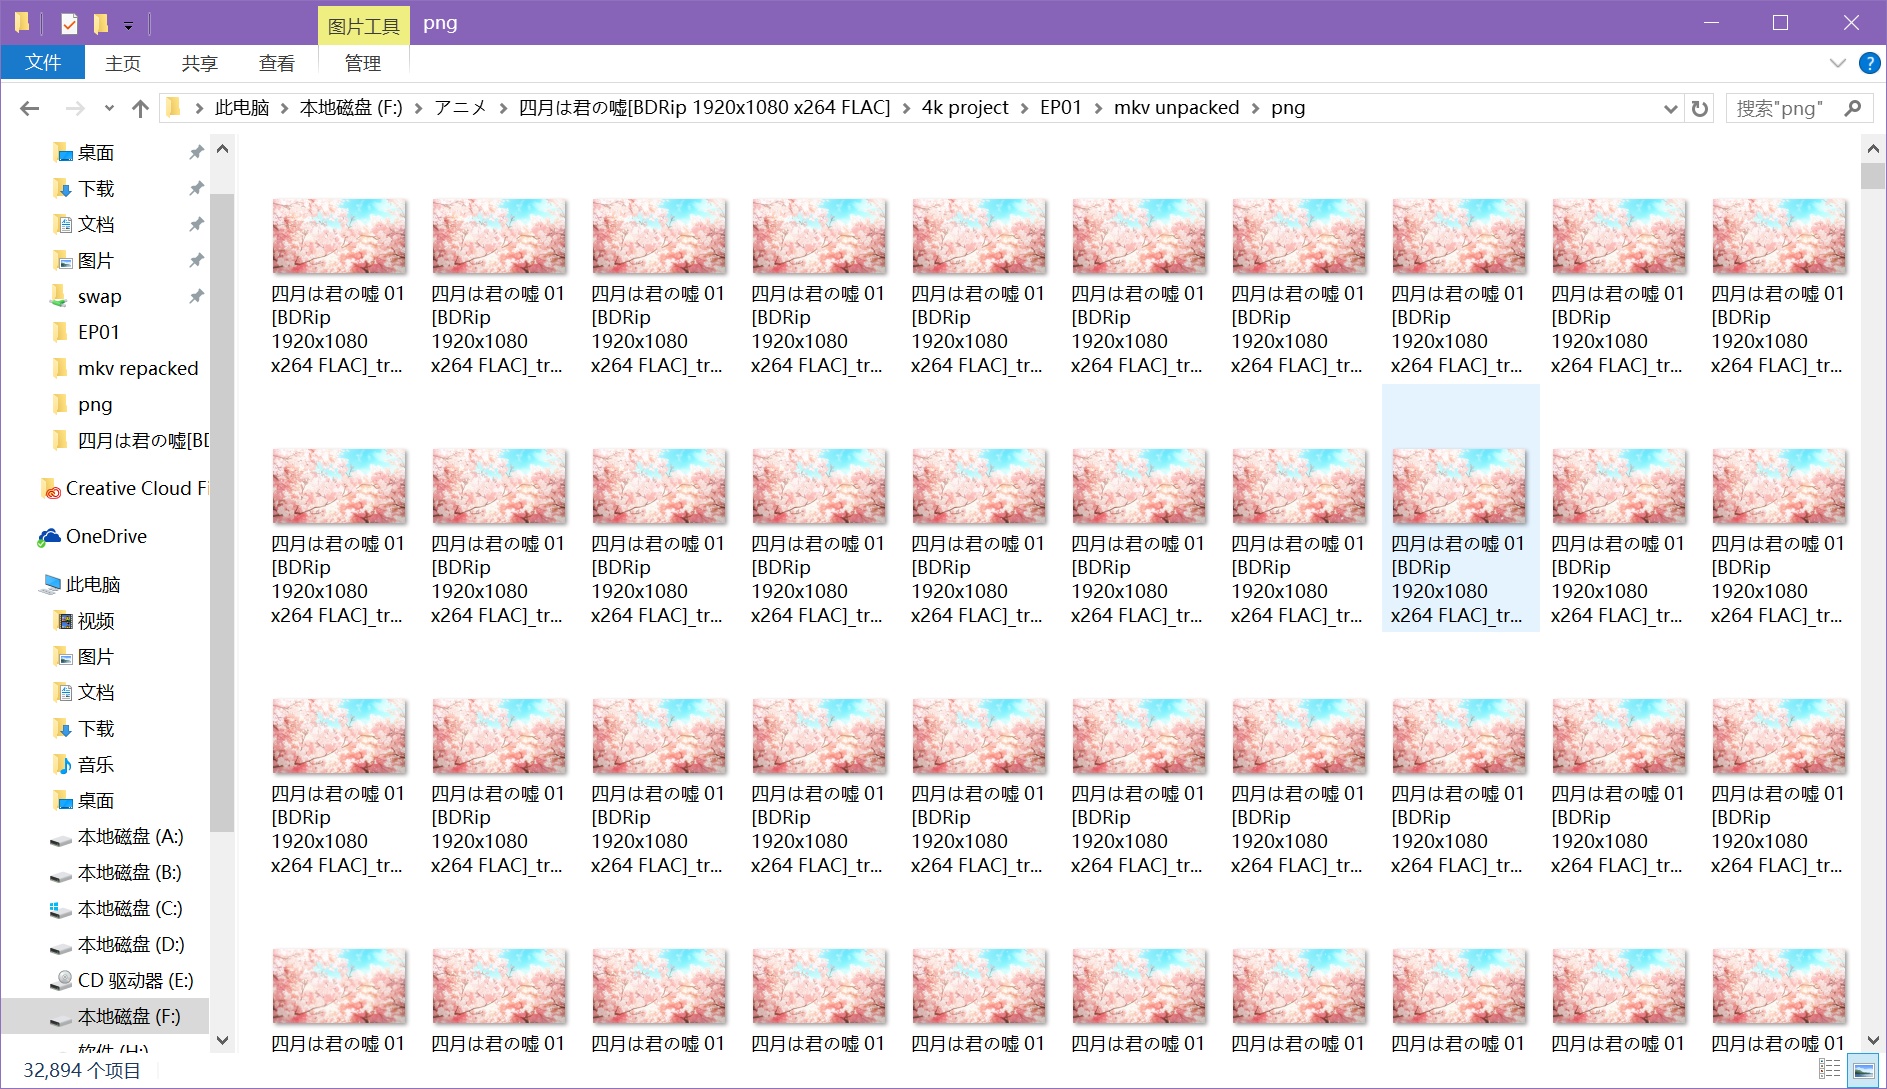 图片工具
png
文件
主页
共享
查看
管理
此电脑
本地磁盘 (F:)
アニメ
四月は君の嘘[BDRip 1920x1080 x264 FLAC]
4k project
EP01
mkv unpacked
png
搜索"png"
桌面
下载
文档
图片
swap
EP01
mkv repacked
png
四月は君の嘘[BD
Creative Cloud Fi
OneDrive
此电脑
视频
图片
文档
下载
音乐
桌面
本地磁盘 (A:)
本地磁盘 (B:)
本地磁盘 (C:)
本地磁盘 (D:)
CD 驱动器 (E:)
本地磁盘 (F:)
软件 (H:)
四月は君の嘘 01 四月は君の嘘 01 四月は君の嘘 01 四月は君の嘘 01 四月は君の嘘 01 四月は君の嘘 01 四月は君の嘘 01 四月は君の嘘 01 四月は君の嘘 01 四月は君の嘘 01
[BDRip [BDRip [BDRip [BDRip [BDRip [BDRip [BDRip [BDRip [BDRip [BDRip
1920x1080 1920x1080 1920x1080 1920x1080 1920x1080 1920x1080 1920x1080 1920x1080 1920x1080 1920x1080
x264 FLAC]_tr... x264 FLAC]_tr... x264 FLAC]_tr... x264 FLAC]_tr... x264 FLAC]_tr... x264 FLAC]_tr... x264 FLAC]_tr... x264 FLAC]_tr... x264 FLAC]_tr... x264 FLAC]_tr...
四月は君の嘘 01 四月は君の嘘 01 四月は君の嘘 01 四月は君の嘘 01 四月は君の嘘 01 四月は君の嘘 01 四月は君の嘘 01 四月は君の嘘 01 四月は君の嘘 01 四月は君の嘘 01
[BDRip [BDRip [BDRip [BDRip [BDRip [BDRip [BDRip [BDRip [BDRip [BDRip
1920x1080 1920x1080 1920x1080 1920x1080 1920x1080 1920x1080 1920x1080 1920x1080 1920x1080 1920x1080
x264 FLAC]_tr... x264 FLAC]_tr... x264 FLAC]_tr... x264 FLAC]_tr... x264 FLAC]_tr... x264 FLAC]_tr... x264 FLAC]_tr... x264 FLAC]_tr... x264 FLAC]_tr... x264 FLAC]_tr...
四月は君の嘘 01 四月は君の嘘 01 四月は君の嘘 01 四月は君の嘘 01 四月は君の嘘 01 四月は君の嘘 01 四月は君の嘘 01 四月は君の嘘 01 四月は君の嘘 01 四月は君の嘘 01
[BDRip [BDRip [BDRip [BDRip [BDRip [BDRip [BDRip [BDRip [BDRip [BDRip
1920x1080 1920x1080 1920x1080 1920x1080 1920x1080 1920x1080 1920x1080 1920x1080 1920x1080 1920x1080
x264 FLAC]_tr... x264 FLAC]_tr... x264 FLAC]_tr... x264 FLAC]_tr... x264 FLAC]_tr... x264 FLAC]_tr... x264 FLAC]_tr... x264 FLAC]_tr... x264 FLAC]_tr... x264 FLAC]_tr...
四月は君の嘘 01 四月は君の嘘 01 四月は君の嘘 01 四月は君の嘘 01 四月は君の嘘 01 四月は君の嘘 01 四月は君の嘘 01 四月は君の嘘 01 四月は君の嘘 01 四月は君の嘘 01
32,894 个项目